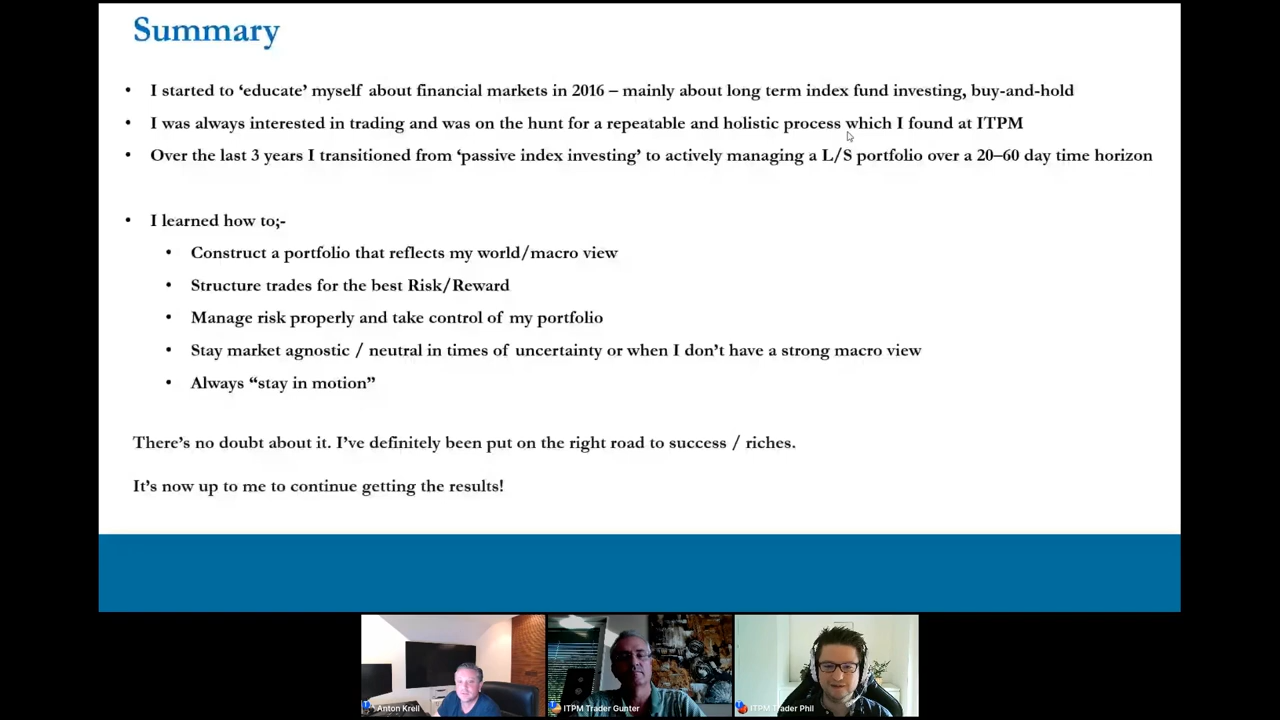 Summary
• I started to ‘educate’ myself about financial markets in 2016 – mainly about long term index fund investing, buy-and-hold
• I was always interested in trading and was on the hunt for a repeatable and holistic process which I found at ITPM
• Over the last 3 years I transitioned from ‘passive index investing’ to actively managing a L/S portfolio over a 20–60 day time horizon
• I learned how to;-
• Construct a portfolio that reflects my world/macro view
• Structure trades for the best Risk/Reward
• Manage risk properly and take control of my portfolio
• Stay market agnostic / neutral in times of uncertainty or when I don’t have a strong macro view
• Always “stay in motion”
There’s no doubt about it. I’ve definitely been put on the right road to success / riches.
It’s now up to me to continue getting the results!
Anton Kreil
ITPM Trader Gunter
ITPM Trader Phil